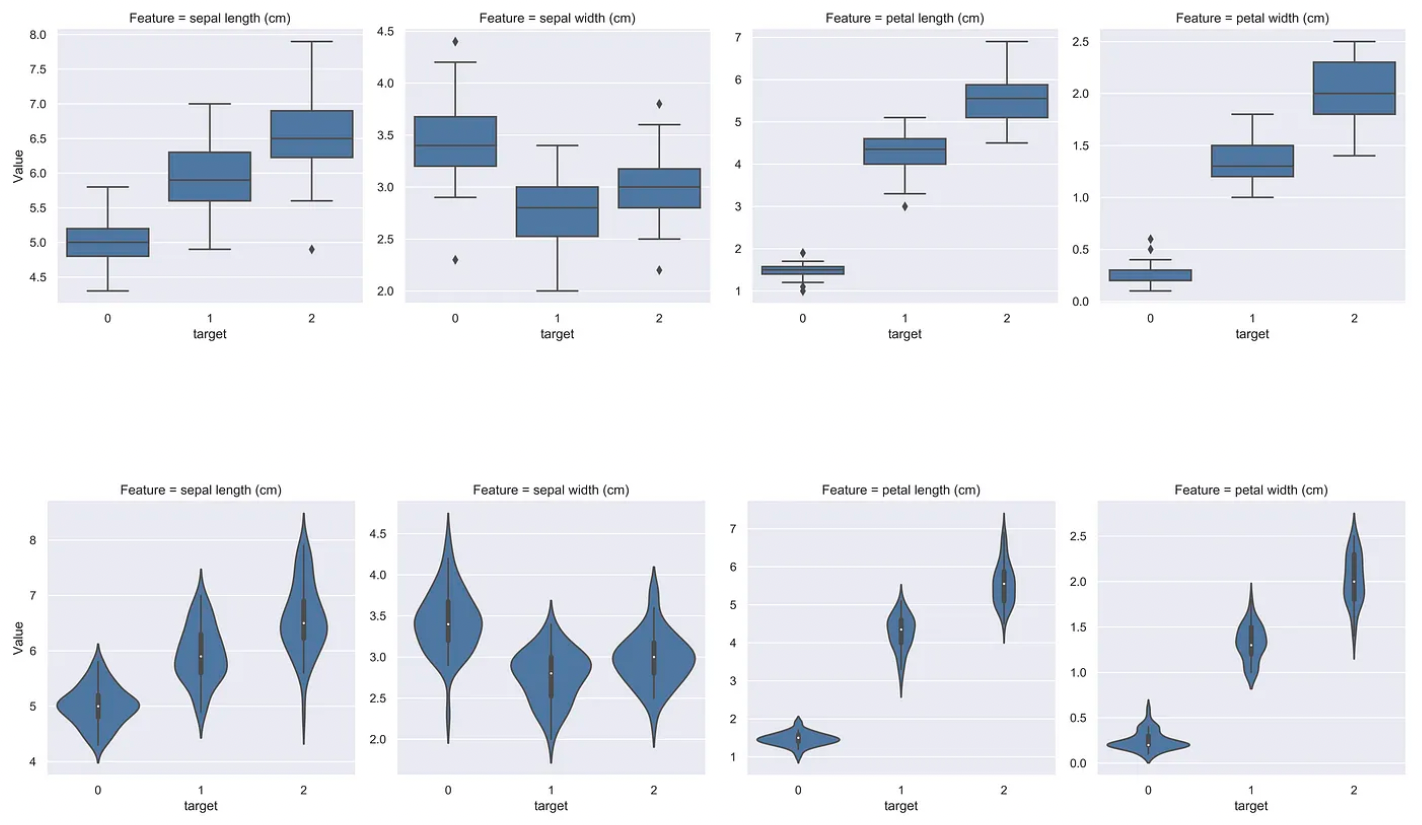 Feature = sepal length (cm)
Feature = sepal width (cm)
Feature = petal length (cm)
Feature = petal width (cm)
8.0
7.5
7.0
6.5
6.0
5.5
5.0
4.5
Value
4.5
4.0
3.5
3.0
2.5
2.0
7
6
5
4
3
2
1
2.5
2.0
1.5
1.0
0.5
0.0
0 1 2
target
0 1 2
target
0 1 2
target
0 1 2
target
Feature = sepal length (cm)
Feature = sepal width (cm)
Feature = petal length (cm)
Feature = petal width (cm)
8
7
6
5
4
Value
4.5
4.0
3.5
3.0
2.5
2.0
7
6
5
4
3
2
1
2.5
2.0
1.5
1.0
0.5
0.0
0 1 2
target
0 1 2
target
0 1 2
target
0 1 2
target